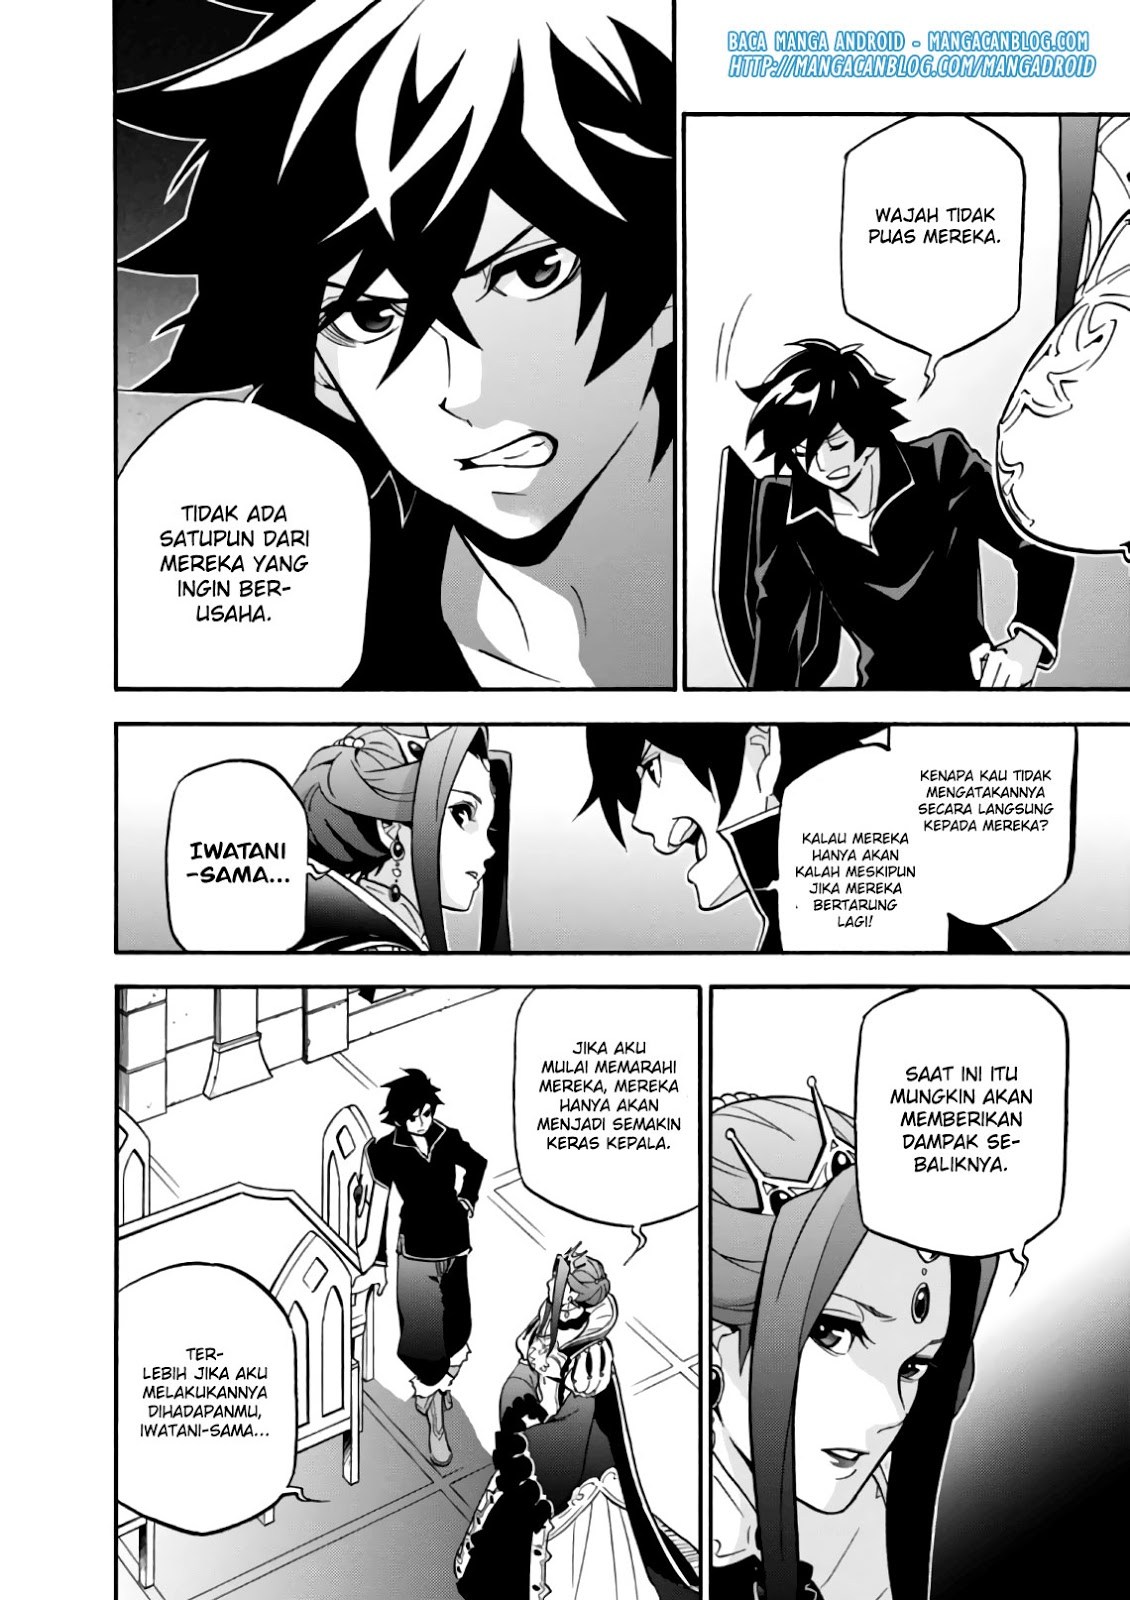 BACA MANGA ANDROID - MANGACANBLOG.COM
HTTP://MANGACANBLOG.COM/MANGADROID
WAJAH TIDAK
PUAS MEREKA.
TIDAK ADA
SATUPUN DARI
MEREKA YANG
INGIN BER-
USAHA.
KENAPA KAU TIDAK
MENGATAKANNYA
SECARA LANGSUNG
KEPADA MEREKA?
KALAU MEREKA
HANYA AKAN
KALAH MESKIPUN
JIKA MEREKA
BERTARUNG
LAGI!
IWATANI
-SAMA...
SAAT INI ITU
MUNGKIN AKAN
MEMBERIKAN
DAMPAK SE-
BALIKNYA.
JIKA AKU
MULAI MEMARAHI
MEREKA, MEREKA
HANYA AKAN
MENJADI SEMAKIN
KERAS KEPALA.
TER-
LEBIH JIKA AKU
MELAKUKANNYA
DIHADAPANMU,
IWATANI-SAMA...